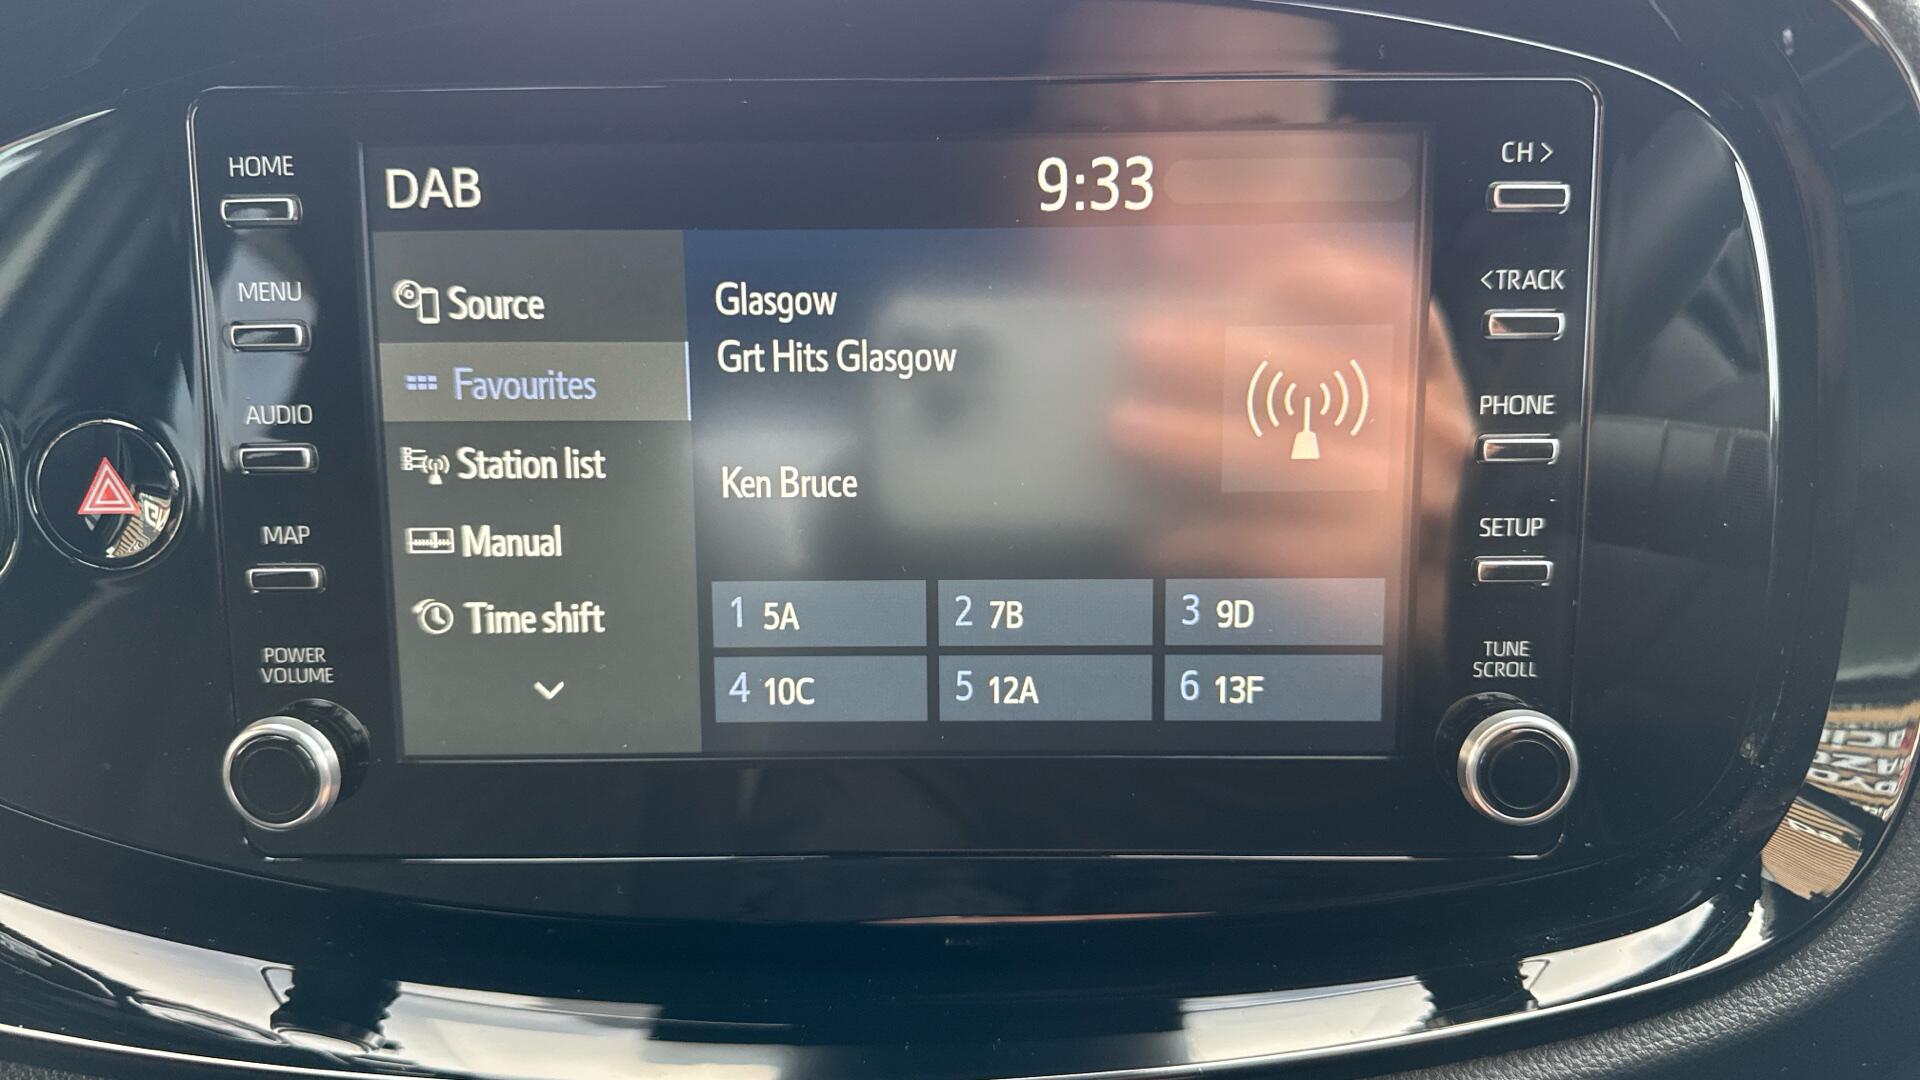 HOME
MENU
AUDIO
MAP
POWER
VOLUME
DAB
9:33
Source
Favourites
Station list
Manual
Time shift
Glasgow
Grt Hits Glasgow
Ken Bruce
1 5A
2 7B
3 9D
4 10C
5 12A
6 13F
CH >
<TRACK
PHONE
SETUP
TUNE
SCROLL